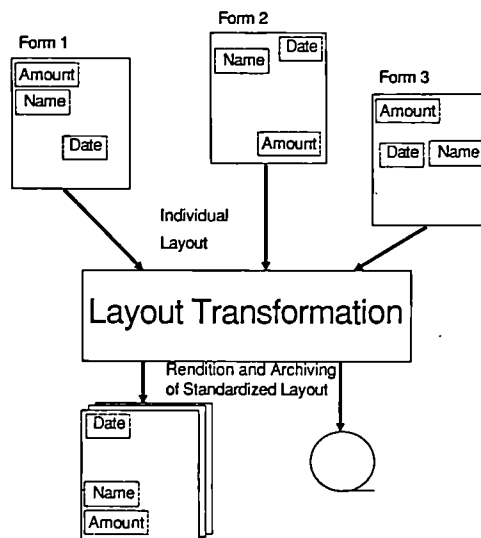 Form 1
Amount
Name
Date
Form 2
Date
Name
Amount
Form 3
Amount
Date Name
Individual
Layout
Layout Transformation
Rendition and Archiving
of Standardized Layout
Date
Name
Amount